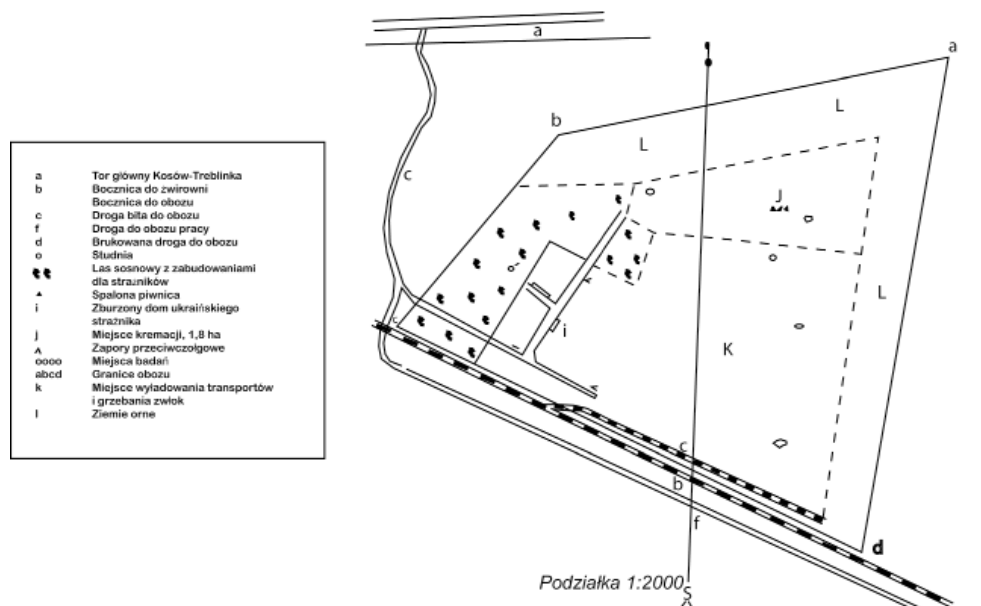 a Tor główny Kosów-Treblinka
b Bocznica do żwirowni
Bocznica do obozu
c Droga bita do obozu
f Droga do obozu pracy
d Brukowana droga do obozu
o Studnia
Las sosnowy z zabudowaniami
dla strażników
Spalona piwnica
i Zburzony dom ukraińskiego
strażnika
j Miejsce kremacji, 1,8 ha
Zapory przeciwczołgowe
oooo Miejsca badań
abcd Granice obozu
k Miejsce wyładowania transportów
i grzebania zwłok
l Ziemie orne
a
a
b
L
L
c
J
L
c
i
K
c
b
f
d
Podziałka 1:2000
S